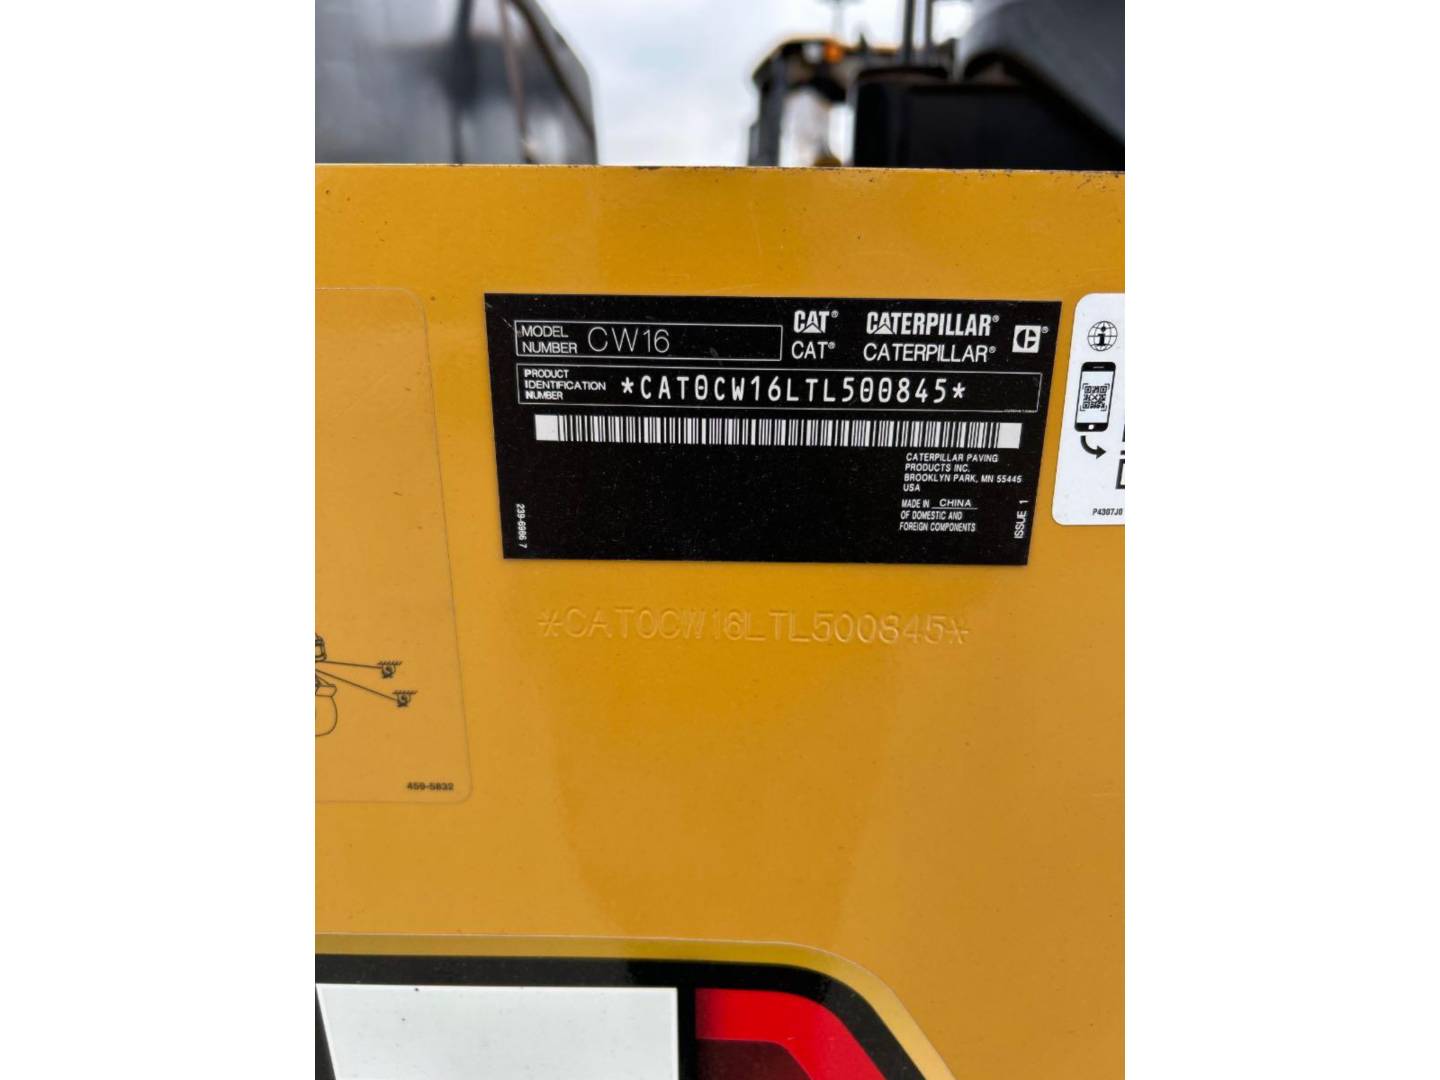 MODEL NUMBER CW16
CAT® CATERPILLAR®
CAT® CATERPILLAR® ®
PRODUCT IDENTIFICATION NUMBER *CAT0CW16LTL500845*
CATERPILLAR PAVING
PRODUCTS INC.
BROOKLYN PARK, MN 55445
USA
MADE IN CHINA
OF DOMESTIC AND
FOREIGN COMPONENTS
239-6966 7
ISSUE 1
*CAT0CW16LTL500845*
P4307J0
459-5832